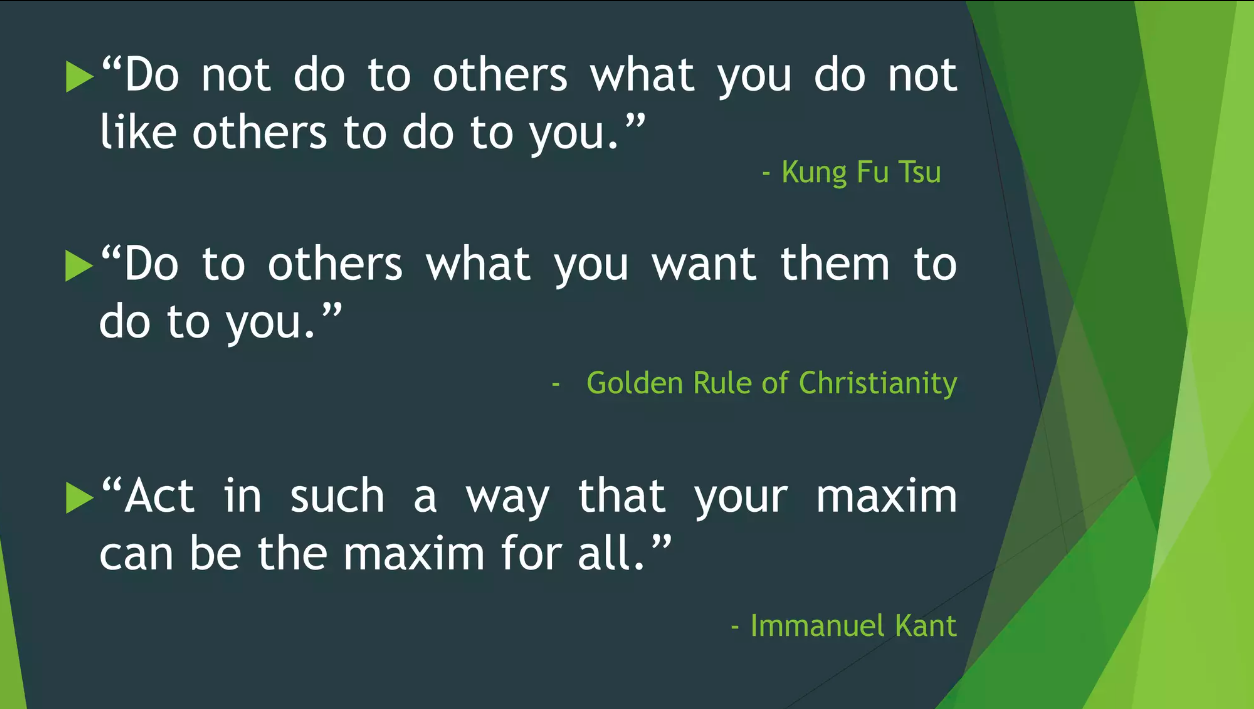 “Do not do to others what you do not
like others to do to you.”
- Kung Fu Tsu
“Do to others what you want them to
do to you.”
- Golden Rule of Christianity
“Act in such a way that your maxim
can be the maxim for all.”
- Immanuel Kant